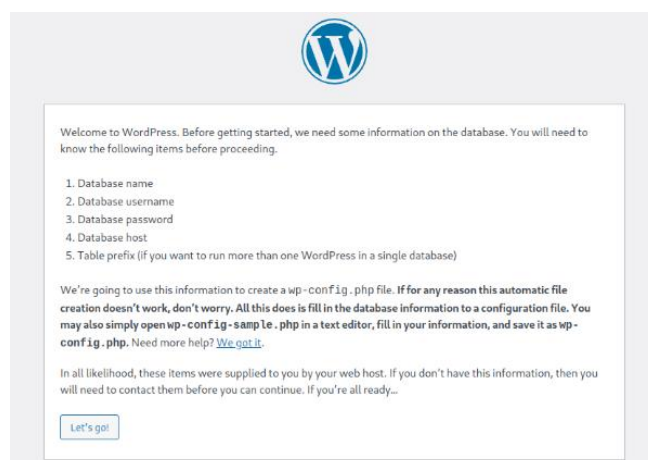 Welcome to WordPress. Before getting started, we need some information on the database. You will need to
know the following items before proceeding.
1. Database name
2. Database username
3. Database password
4. Database host
5. Table prefix (if you want to run more than one WordPress in a single database)
We're going to use this information to create a wp-config.php file. If for any reason this automatic file
creation doesn't work, don't worry. All this does is fill in the database information to a configuration file. You
may also simply open wp-config-sample.php in a text editor, fill in your information, and save it as wp-
config.php. Need more help? We got it.
In all likelihood, these items were supplied to you by your web host. If you don't have this information, then you
will need to contact them before you can continue. If you're all ready...
Let's go!